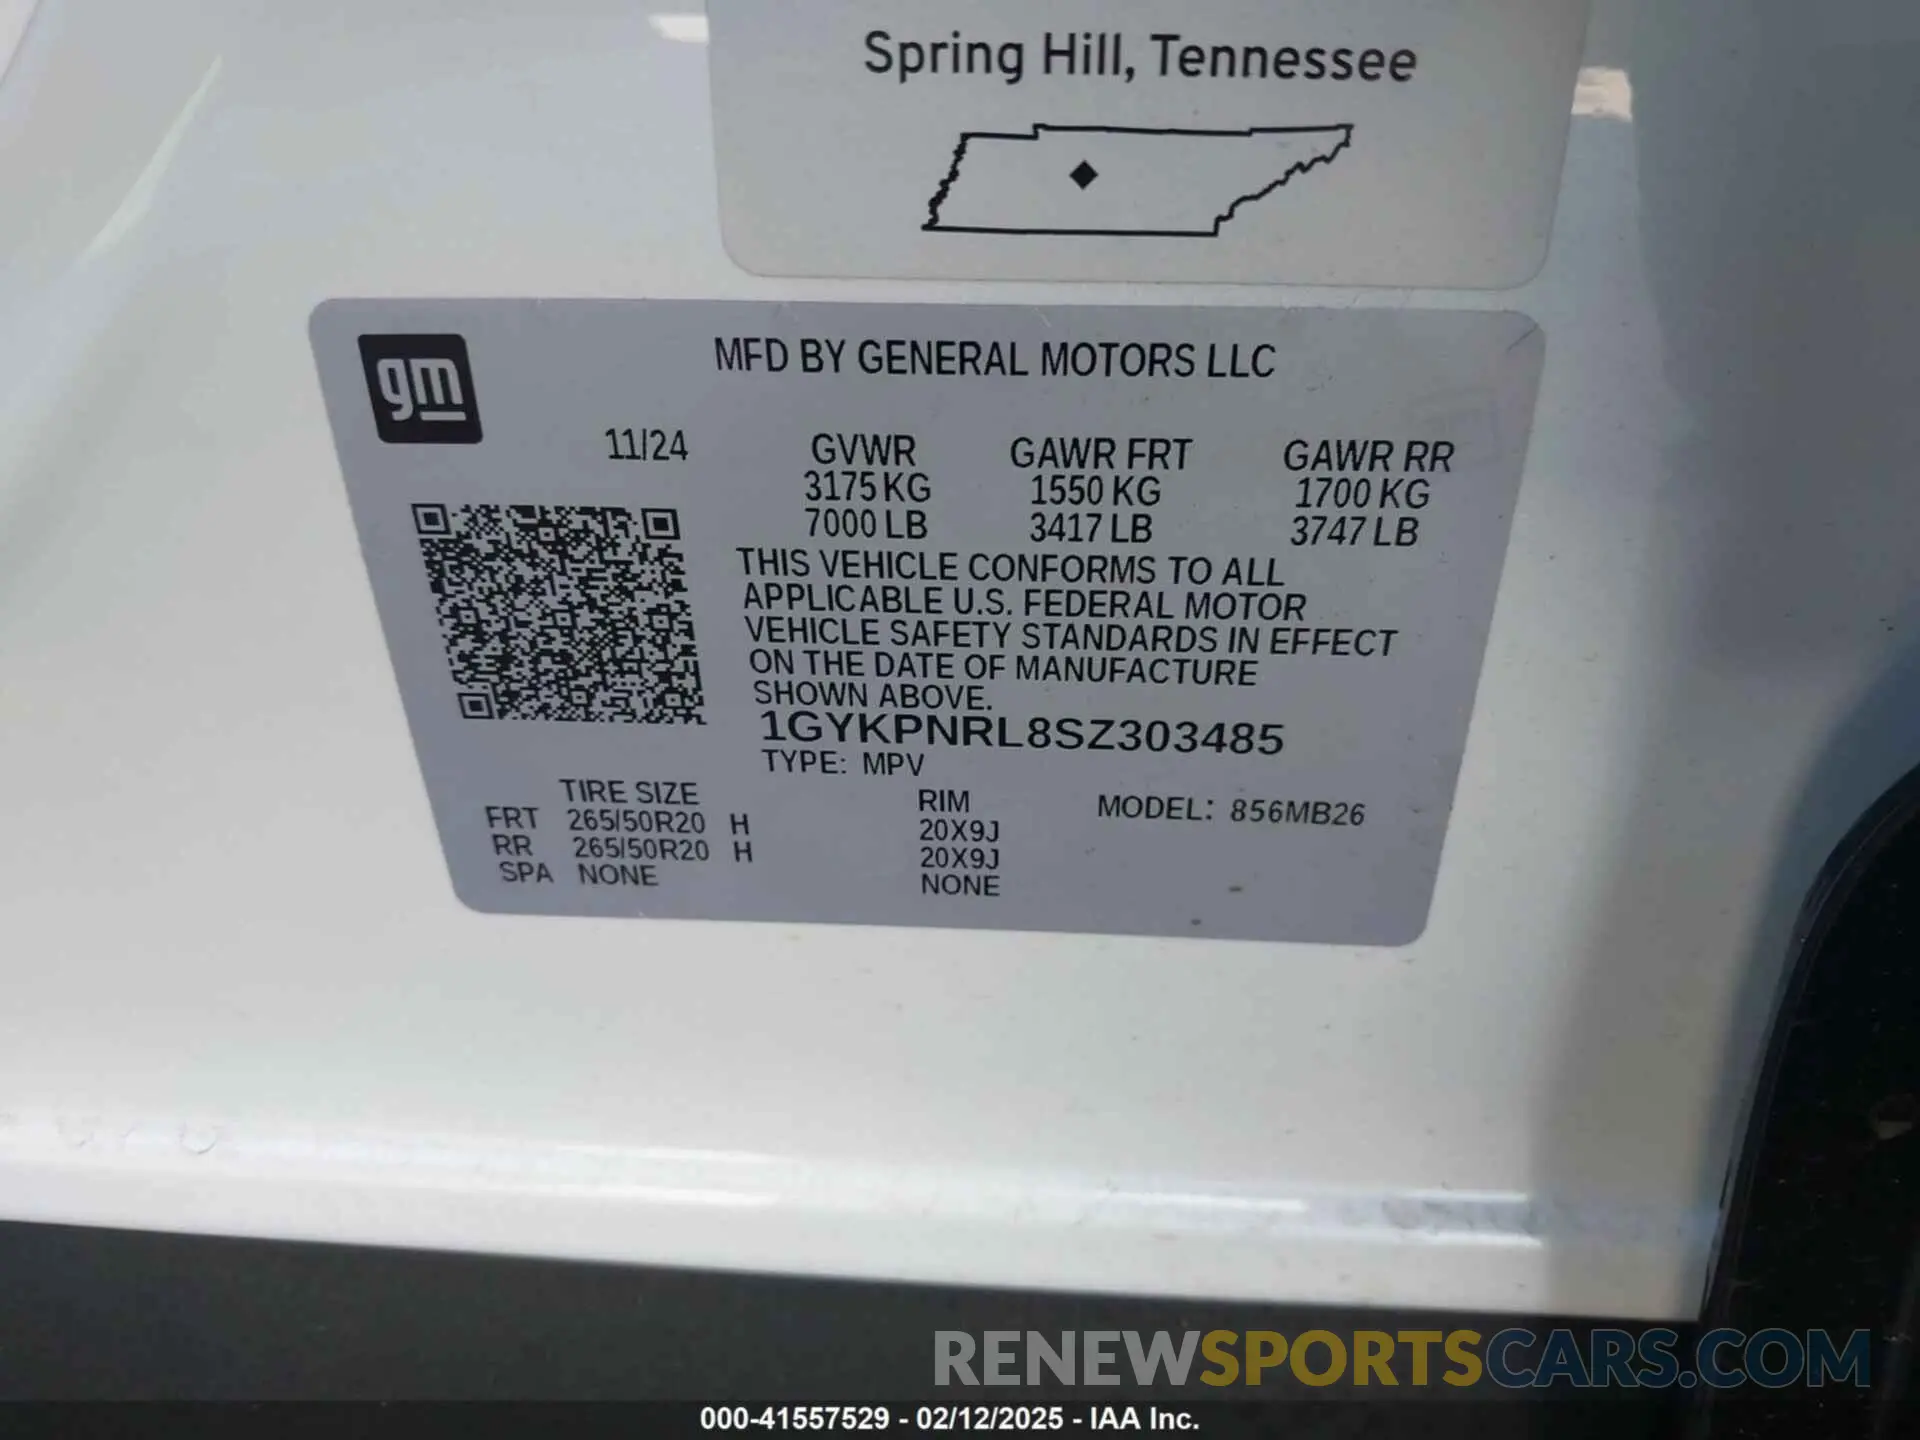 Spring Hill, Tennessee
gm
MFD BY GENERAL MOTORS LLC
11/24 GVWR GAWR FRT GAWR RR
3175 KG 1550 KG 1700 KG
7000 LB 3417 LB 3747 LB
THIS VEHICLE CONFORMS TO ALL
APPLICABLE U.S. FEDERAL MOTOR
VEHICLE SAFETY STANDARDS IN EFFECT
ON THE DATE OF MANUFACTURE
SHOWN ABOVE.
1GYKPNRL8SZ303485
TYPE: MPV
TIRE SIZE RIM MODEL: 856MB26
FRT 265/50R20 H 20X9J
RR 265/50R20 H 20X9J
SPA NONE NONE
RENEWSPORTSCARS.COM
000-41557529 - 02/12/2025 - IAA Inc.